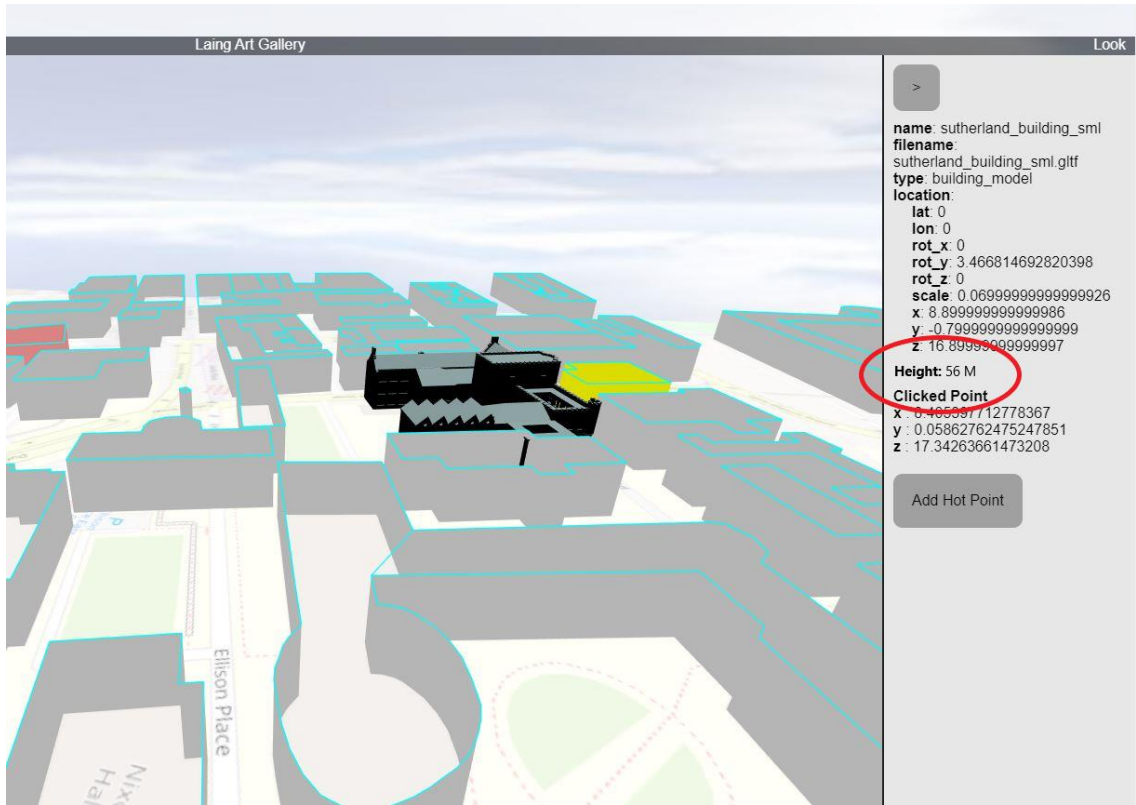 Laing Art Gallery
Look
>
name: sutherland_building_sml
filename:
sutherland_building_sml.gltf
type: building_model
location:
lat: 0
lon: 0
rot_x: 0
rot_y: 3.466814692820398
rot_z: 0
scale: 0.06999999999999926
x: 8.899999999999986
y: -0.7999999999999999
z: 16.89999999999997
Height: 56 M
Clicked Point
x : 8.485397712778367
y : 0.05862762475247851
z : 17.34263661473208
Add Hot Point
Ellison Place
P